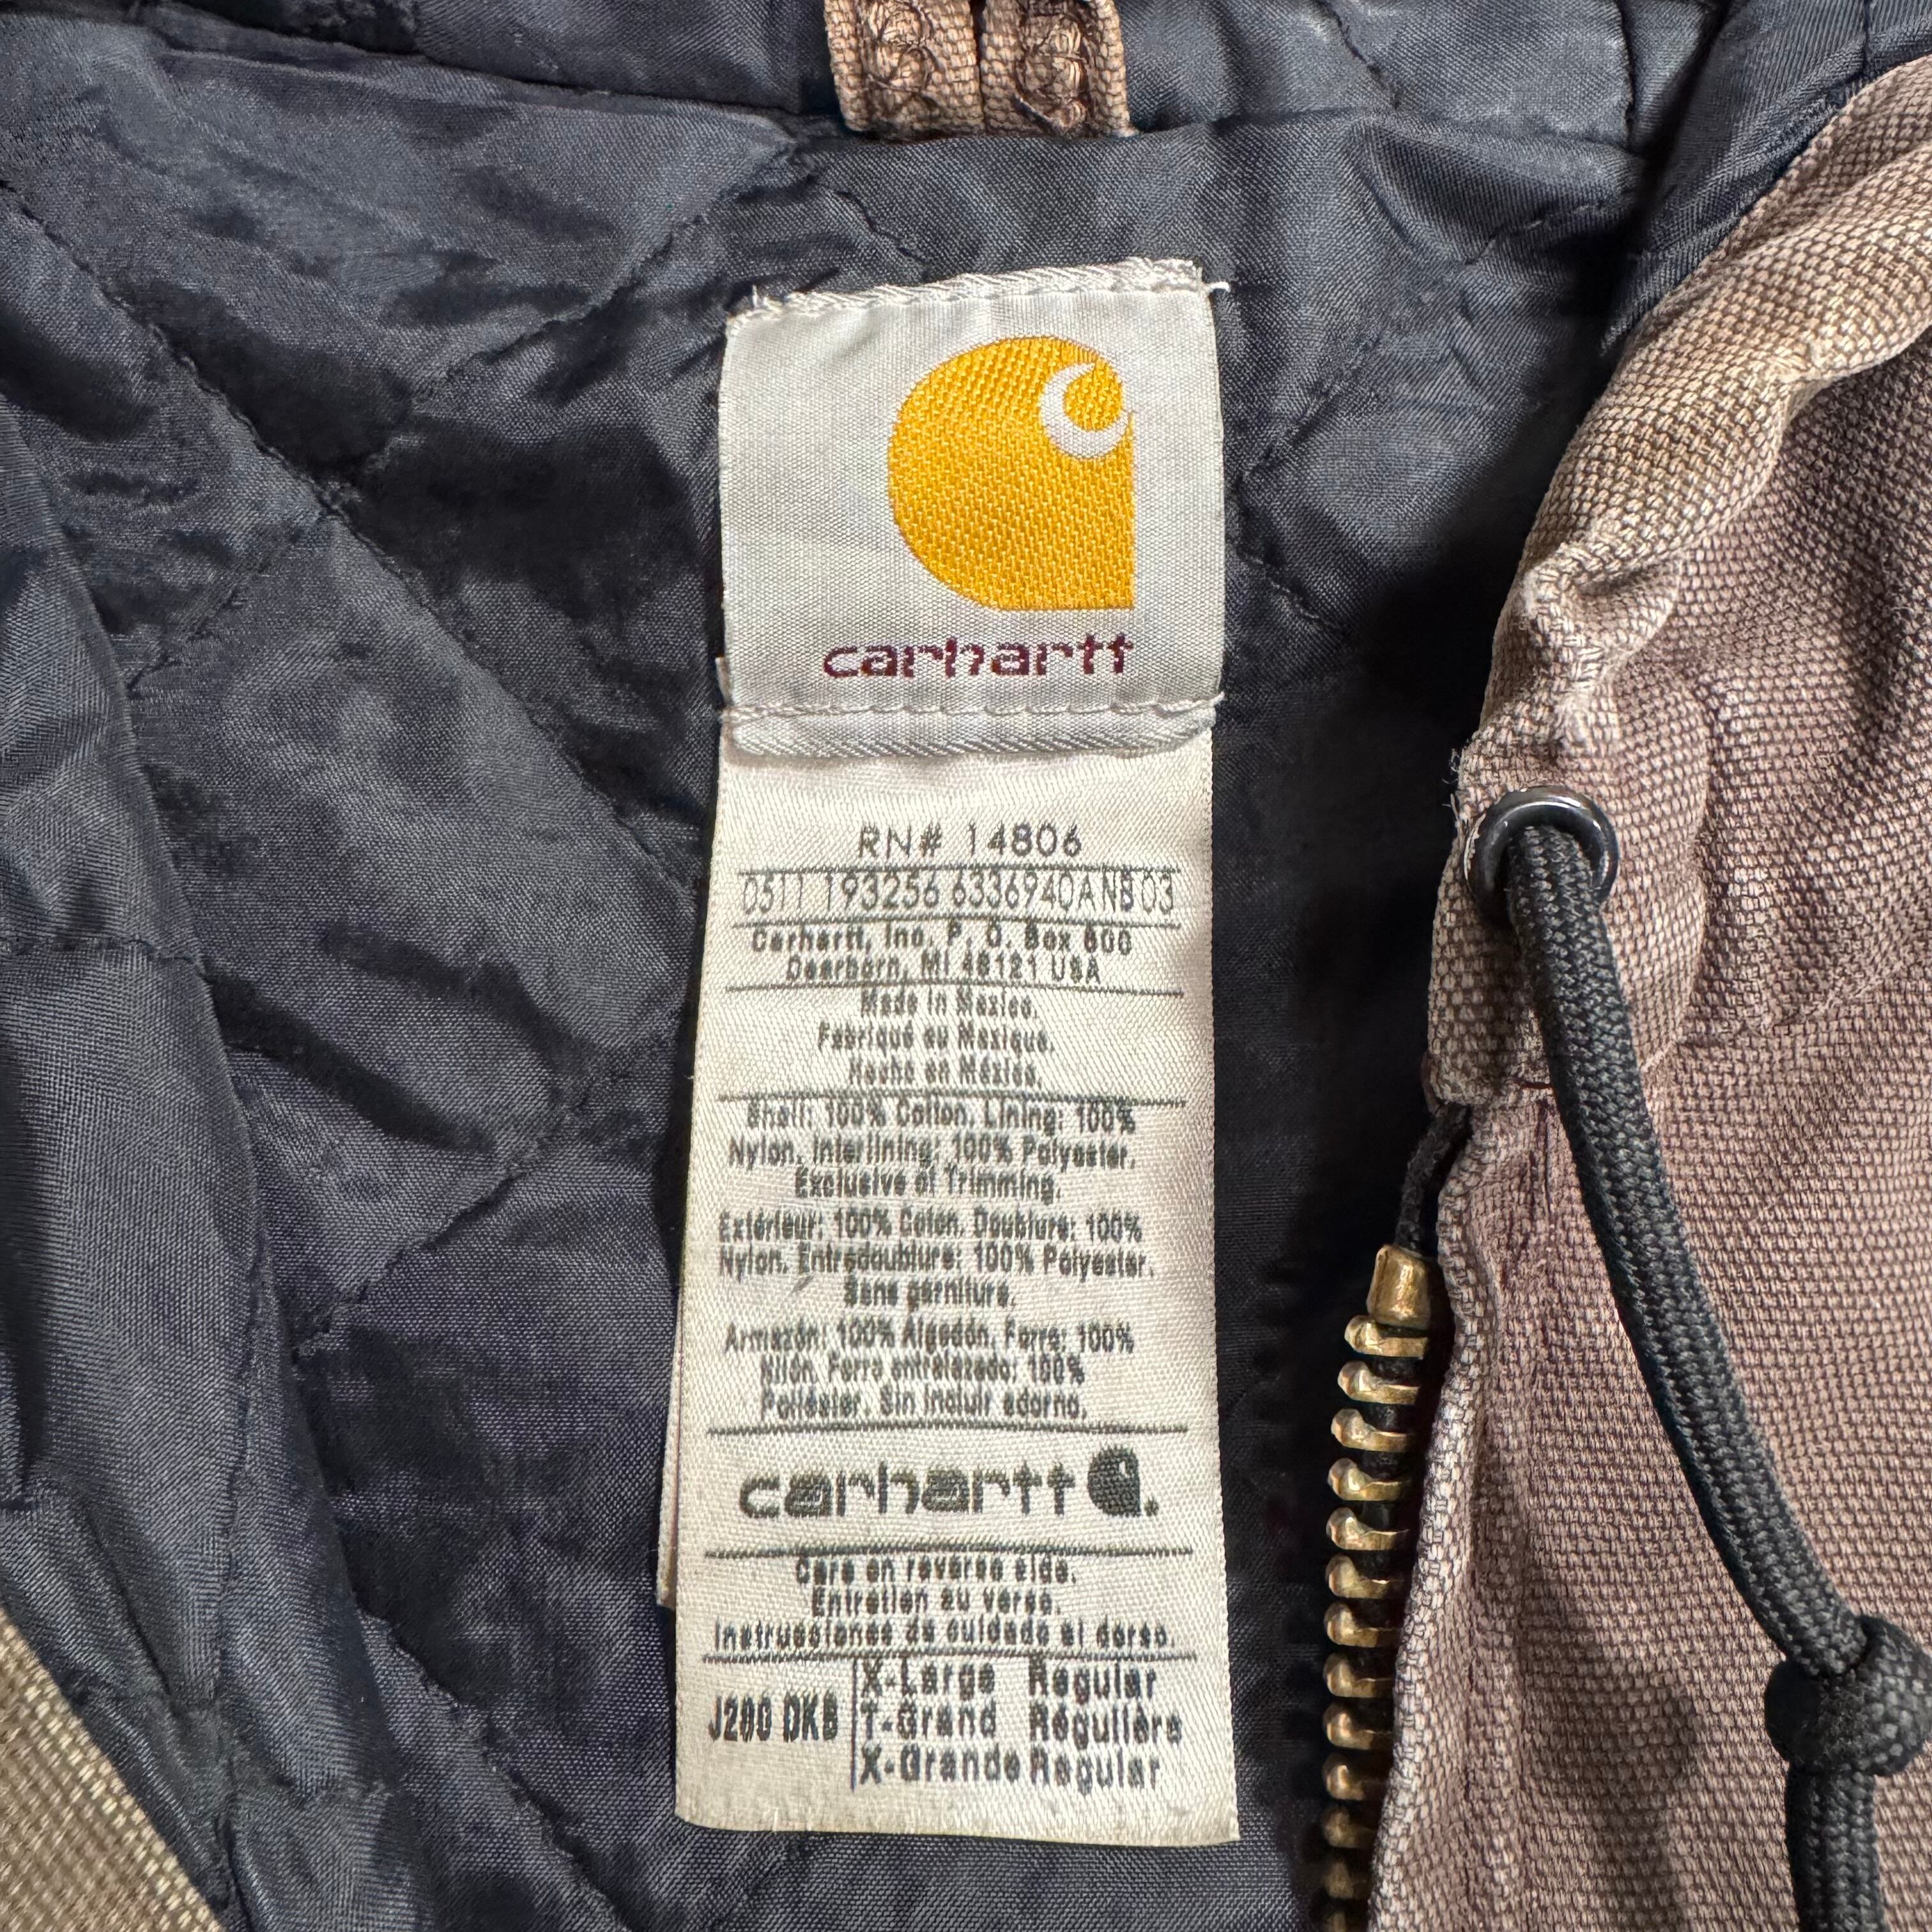 carhartt
RN# 14806
0511 193256 6336940ANB 03
Carhartt, Inc. P. O. Box 600
Dearborn, MI 48121 USA
Made in Mexico.
Fabriqué au Mexique.
Hecho en México.
Shell: 100% Cotton. Lining: 100%
Nylon. Interlining: 100% Polyester.
Exclusive of Trimming.
Extérieur: 100% Coton. Doublure: 100%
Nylon. Entredoublure: 100% Polyester.
Sans garniture.
Armazón: 100% Algodón. Forro: 100%
Nilón. Forro entrelazado: 100%
Poliéster. Sin incluir adorno.
carhartt
Care on reverse side.
Entretien au verso.
Instrucciones de cuidado al dorso.
X-Large Regular
J280 DKB T-Grand Régulière
X-Grande Regular